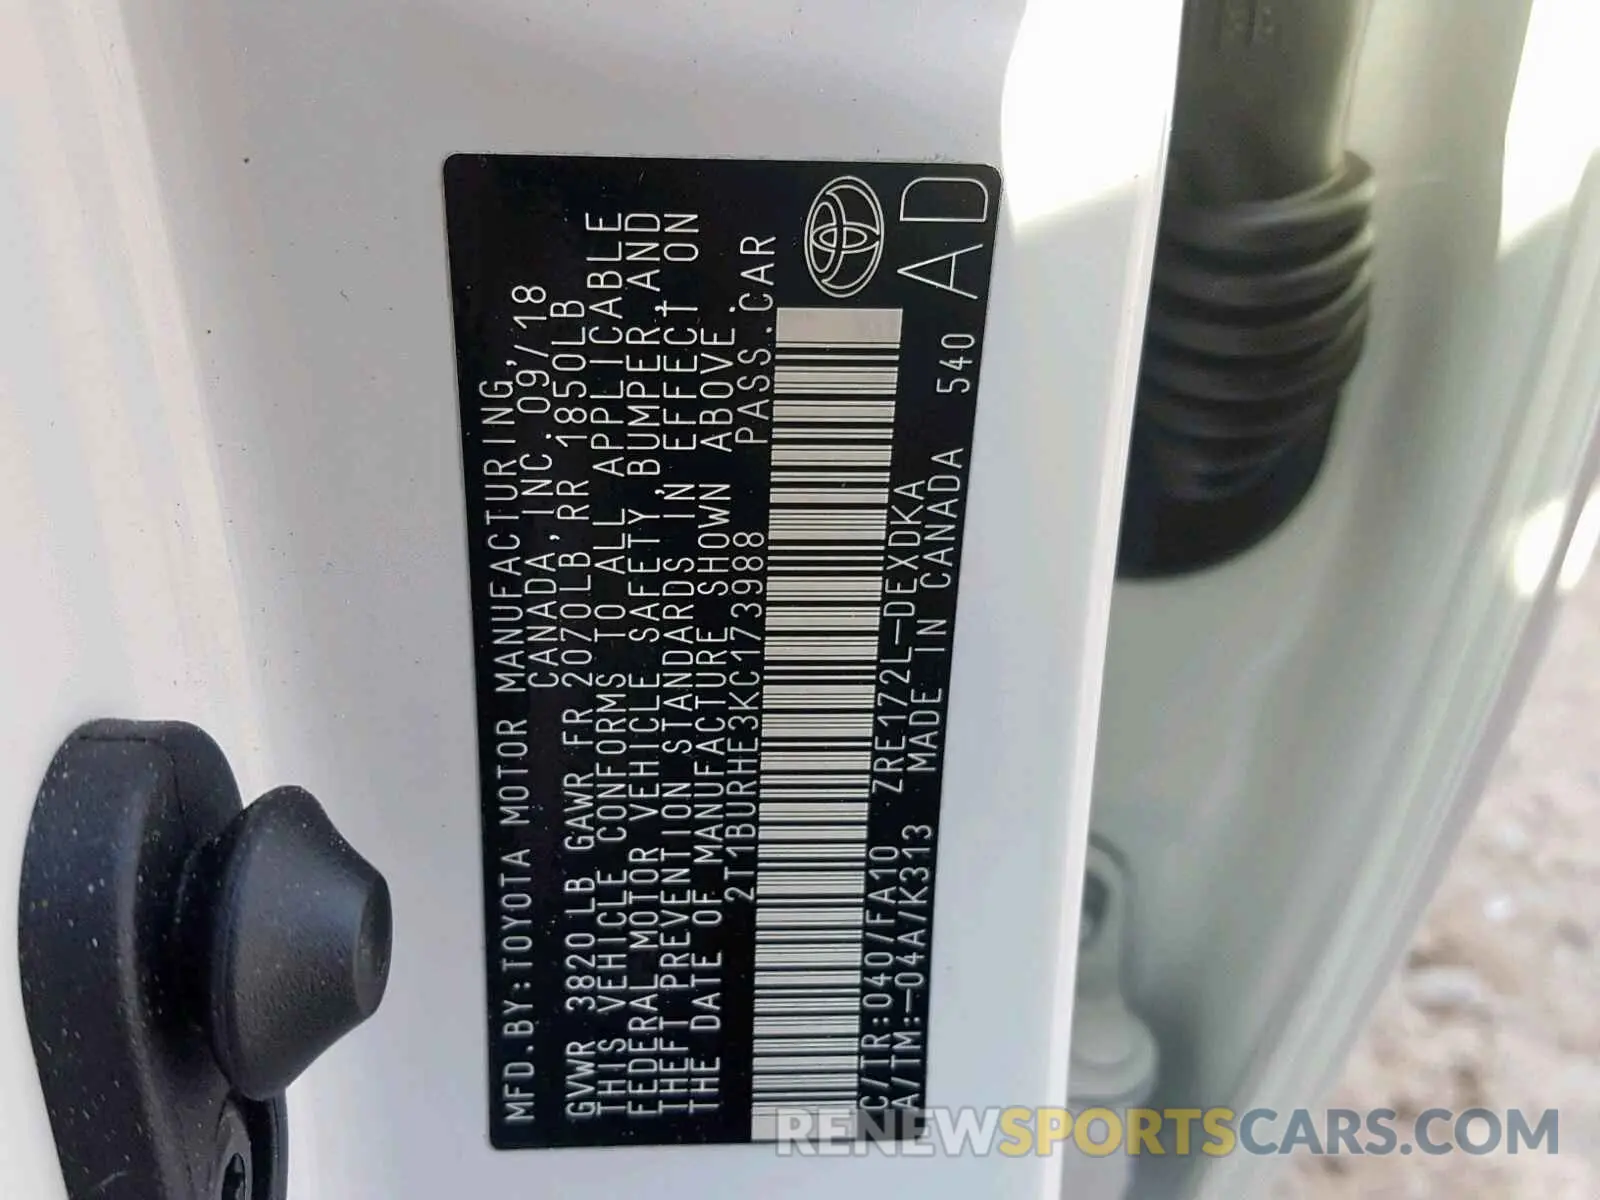 MFD.BY:TOYOTA MOTOR MANUFACTURING,
CANADA, INC. 09/18
GVWR 3820 LB GAWR FR 2070LB, RR 1850LB
THIS VEHICLE CONFORMS TO ALL APPLICABLE
FEDERAL MOTOR VEHICLE SAFETY, BUMPER, AND
THEFT PREVENTION STANDARDS IN EFFECT ON
THE DATE OF MANUFACTURE SHOWN ABOVE.
2T1BURHE3KC173988 PASS.CAR
C/TR:040/FA10 ZRE172L-DEXDKA
A/TM:-04A/K313 MADE IN CANADA 540 AD
RENEWSPORTSCARS.COM